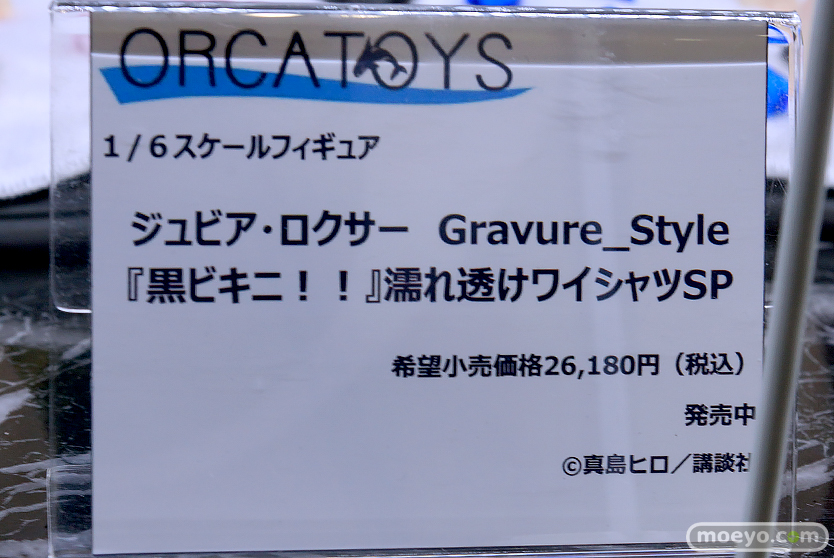 ORCATOYS
1/6スケールフィギュア
ジュビア・ロクサー Gravure_Style
『黒ビキニ！！』濡れ透けワイシャツSP
希望小売価格26,180円（税込）
発売中
©真島ヒロ／講談社
moeyo.com